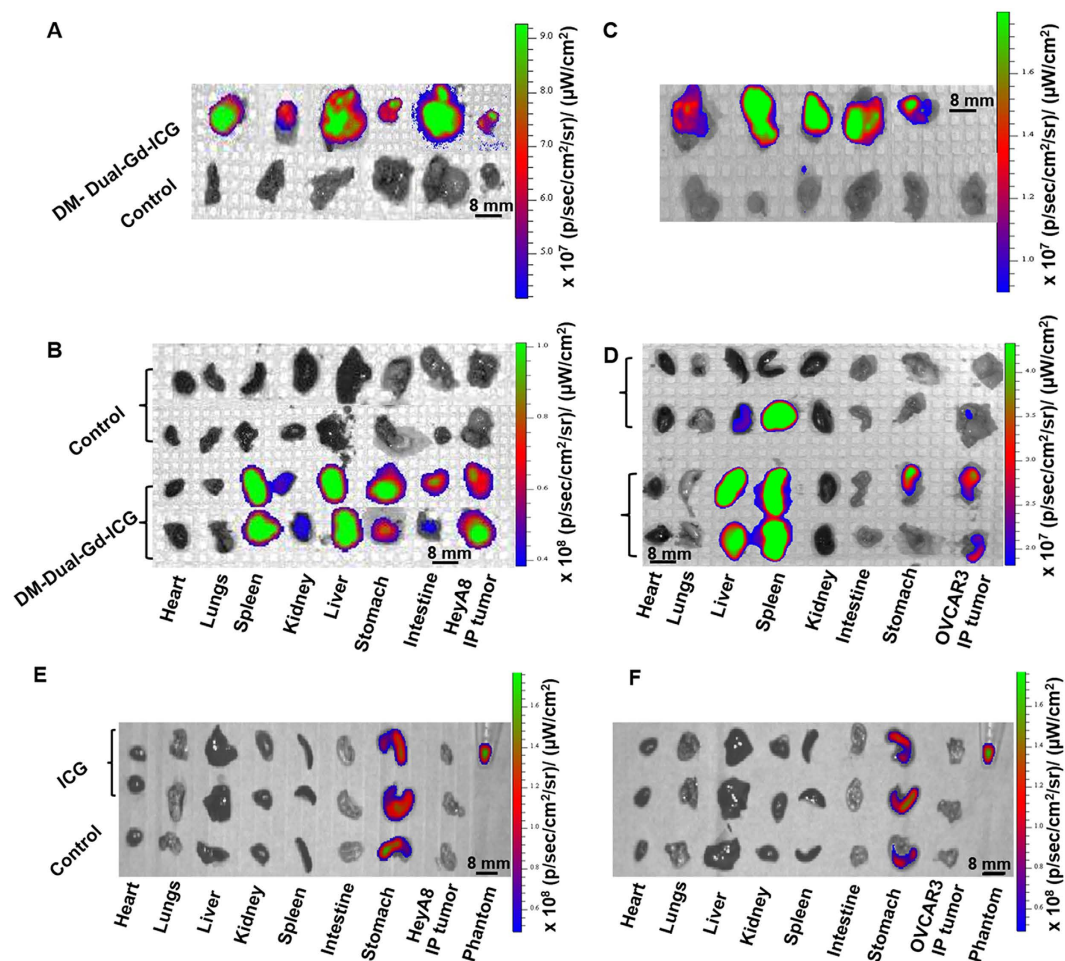 A
DM- Dual-Gd-ICG
Control
8 mm
9.0
8.0
7.0
6.0
5.0
x 10⁷ (p/sec/cm²/sr)/ (µW/cm²)
C
8 mm
1.6
1.4
1.2
1.0
x 10⁷ (p/sec/cm²/sr)/ (µW/cm²)
B
Control
DM-Dual-Gd-ICG
8 mm
1.0
0.8
0.6
0.4
x 10⁸ (p/sec/cm²/sr)/ (µW/cm²)
Heart
Lungs
Spleen
Kidney
Liver
Stomach
Intestine
HeyA8
IP tumor
D
8 mm
4.0
3.5
3.0
2.5
2.0
x 10⁷ (p/sec/cm²/sr)/ (µW/cm²)
Heart
Lungs
Liver
Spleen
Kidney
Intestine
Stomach
OVCAR3
IP tumor
E
ICG
Control
8 mm
1.6
1.4
1.2
1.0
0.8
0.6
x 10⁸ (p/sec/cm²/sr)/ (µW/cm²)
Heart
Lungs
Liver
Kidney
Spleen
Intestine
Stomach
HeyA8
IP tumor
Phantom
F
8 mm
1.6
1.4
1.2
1.0
0.8
0.6
x 10⁸ (p/sec/cm²/sr)/ (µW/cm²)
Heart
Lungs
Liver
Kidney
Spleen
Intestine
Stomach
OVCAR3
IP tumor
Phantom